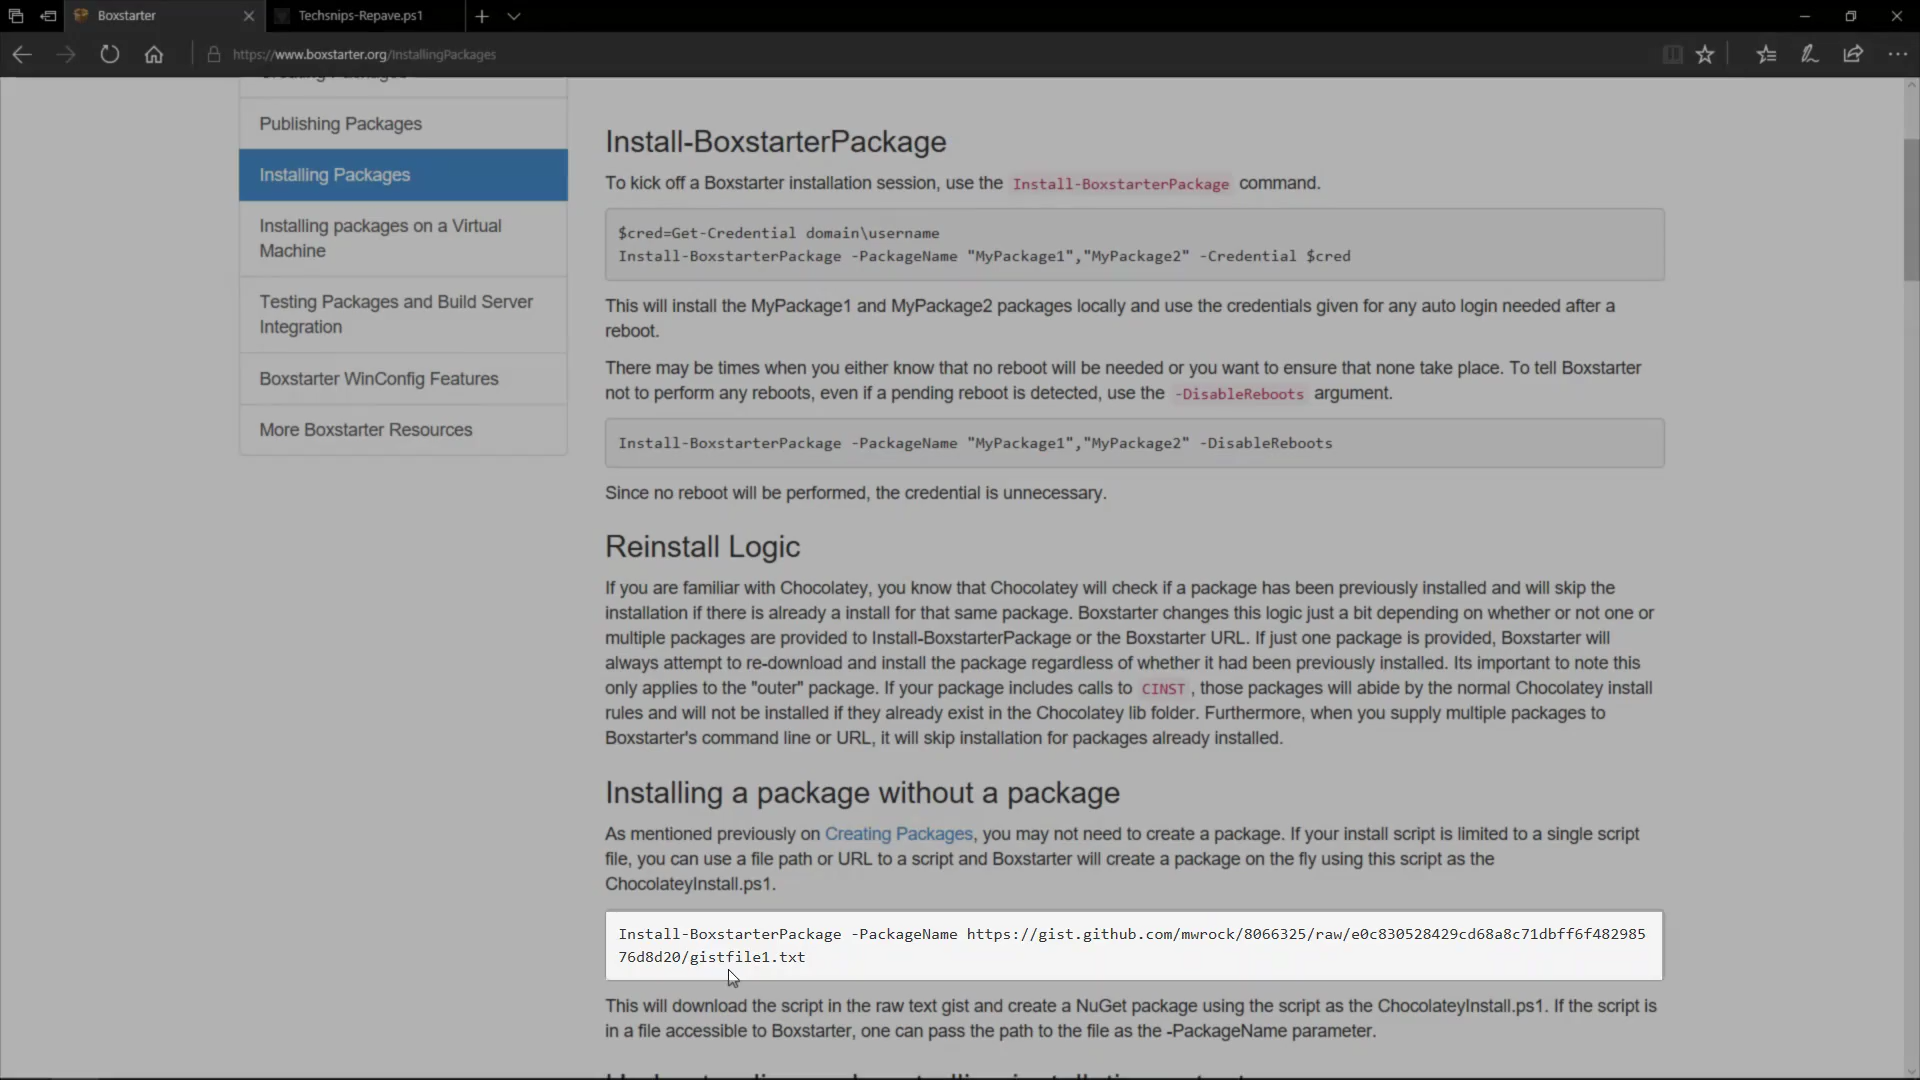 Boxstarter
Techsnips-Repave.ps1
https://www.boxstarter.org/InstallingPackages
Creating Packages
Publishing Packages
Installing Packages
Installing packages on a Virtual
Machine
Testing Packages and Build Server
Integration
Boxstarter WinConfig Features
More Boxstarter Resources
Install-BoxstarterPackage
To kick off a Boxstarter installation session, use the Install-BoxstarterPackage command.
$cred=Get-Credential domain\username
Install-BoxstarterPackage -PackageName "MyPackage1","MyPackage2" -Credential $cred
This will install the MyPackage1 and MyPackage2 packages locally and use the credentials given for any auto login needed after a
reboot.
There may be times when you either know that no reboot will be needed or you want to ensure that none take place. To tell Boxstarter
not to perform any reboots, even if a pending reboot is detected, use the -DisableReboots argument.
Install-BoxstarterPackage -PackageName "MyPackage1","MyPackage2" -DisableReboots
Since no reboot will be performed, the credential is unnecessary.
Reinstall Logic
If you are familiar with Chocolatey, you know that Chocolatey will check if a package has been previously installed and will skip the
installation if there is already a install for that same package. Boxstarter changes this logic just a bit depending on whether or not one or
multiple packages are provided to Install-BoxstarterPackage or the Boxstarter URL. If just one package is provided, Boxstarter will
always attempt to re-download and install the package regardless of whether it had been previously installed. Its important to note this
only applies to the "outer" package. If your package includes calls to CINST , those packages will abide by the normal Chocolatey install
rules and will not be installed if they already exist in the Chocolatey lib folder. Furthermore, when you supply multiple packages to
Boxstarter's command line or URL, it will skip installation for packages already installed.
Installing a package without a package
As mentioned previously on Creating Packages, you may not need to create a package. If your install script is limited to a single script
file, you can use a file path or URL to a script and Boxstarter will create a package on the fly using this script as the
ChocolateyInstall.ps1.
Install-BoxstarterPackage -PackageName https://gist.github.com/mwrock/8066325/raw/e0c830528429cd68a8c71dbff6f482985
76d8d20/gistfile1.txt
This will download the script in the raw text gist and create a NuGet package using the script as the ChocolateyInstall.ps1. If the script is
in a file accessible to Boxstarter, one can pass the path to the file as the -PackageName parameter.